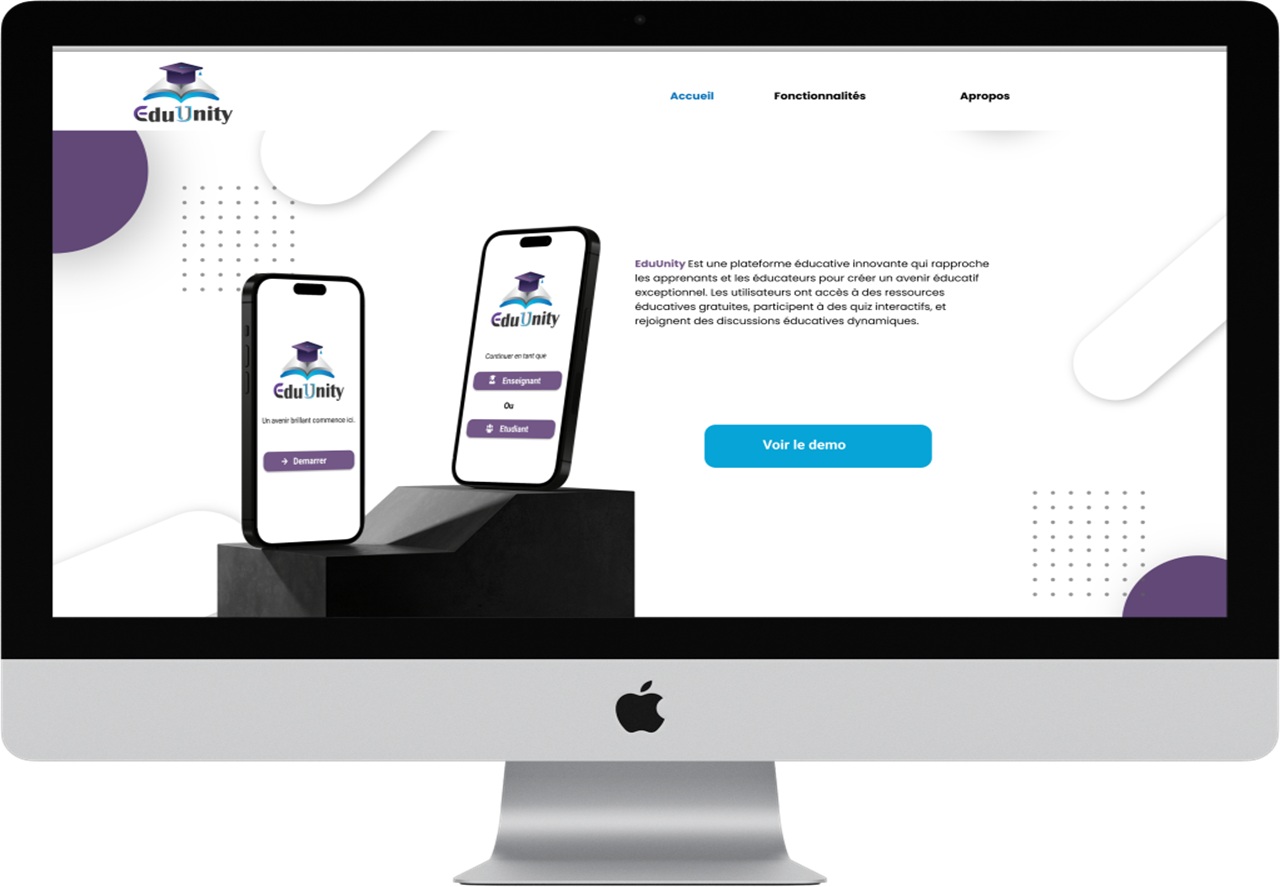 EduUnity
Accueil
Fonctionnalités
Apropos
EduUnity
Un avenir brillant commence ici.
Demarrer
EduUnity
Continuer en tant que
Enseignant
Ou
Etudiant
EduUnity Est une plateforme éducative innovante qui rapproche
les apprenants et les éducateurs pour créer un avenir éducatif
exceptionnel. Les utilisateurs ont accès à des ressources
éducatives gratuites, participent à des quiz interactifs, et
rejoignent des discussions éducatives dynamiques.
Voir le demo